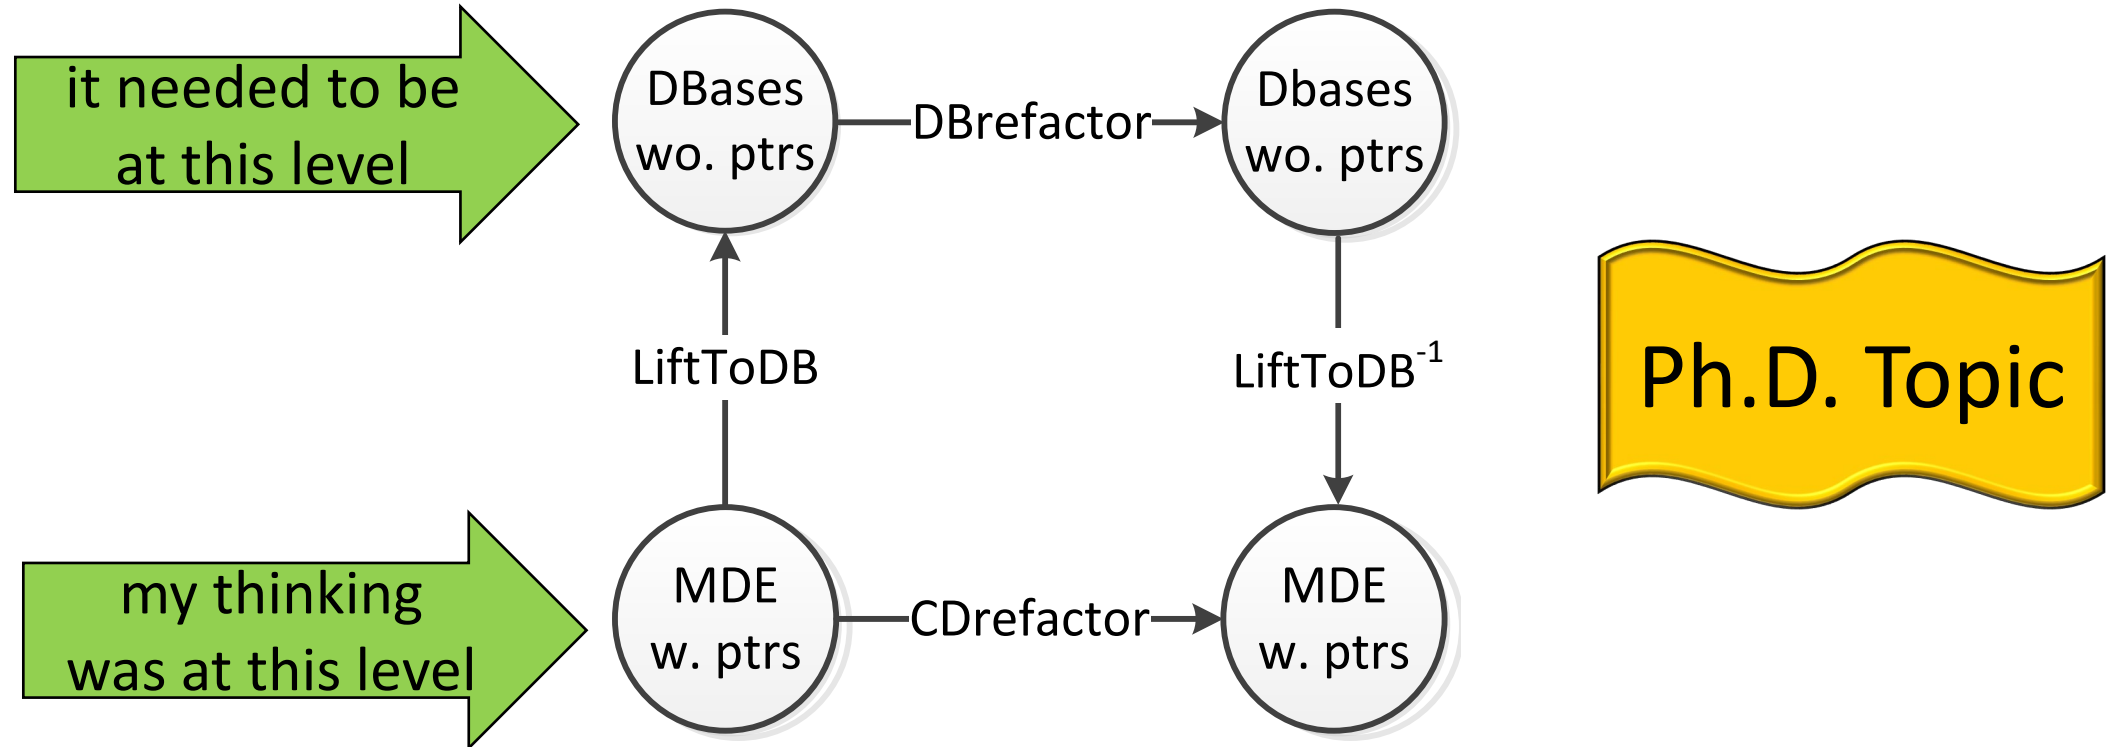 it needed to be
at this level
DBases
wo. ptrs
DBrefactor
Dbases
wo. ptrs
LiftToDB
LiftToDB⁻¹
Ph.D. Topic
my thinking
was at this level
MDE
w. ptrs
CDrefactor
MDE
w. ptrs